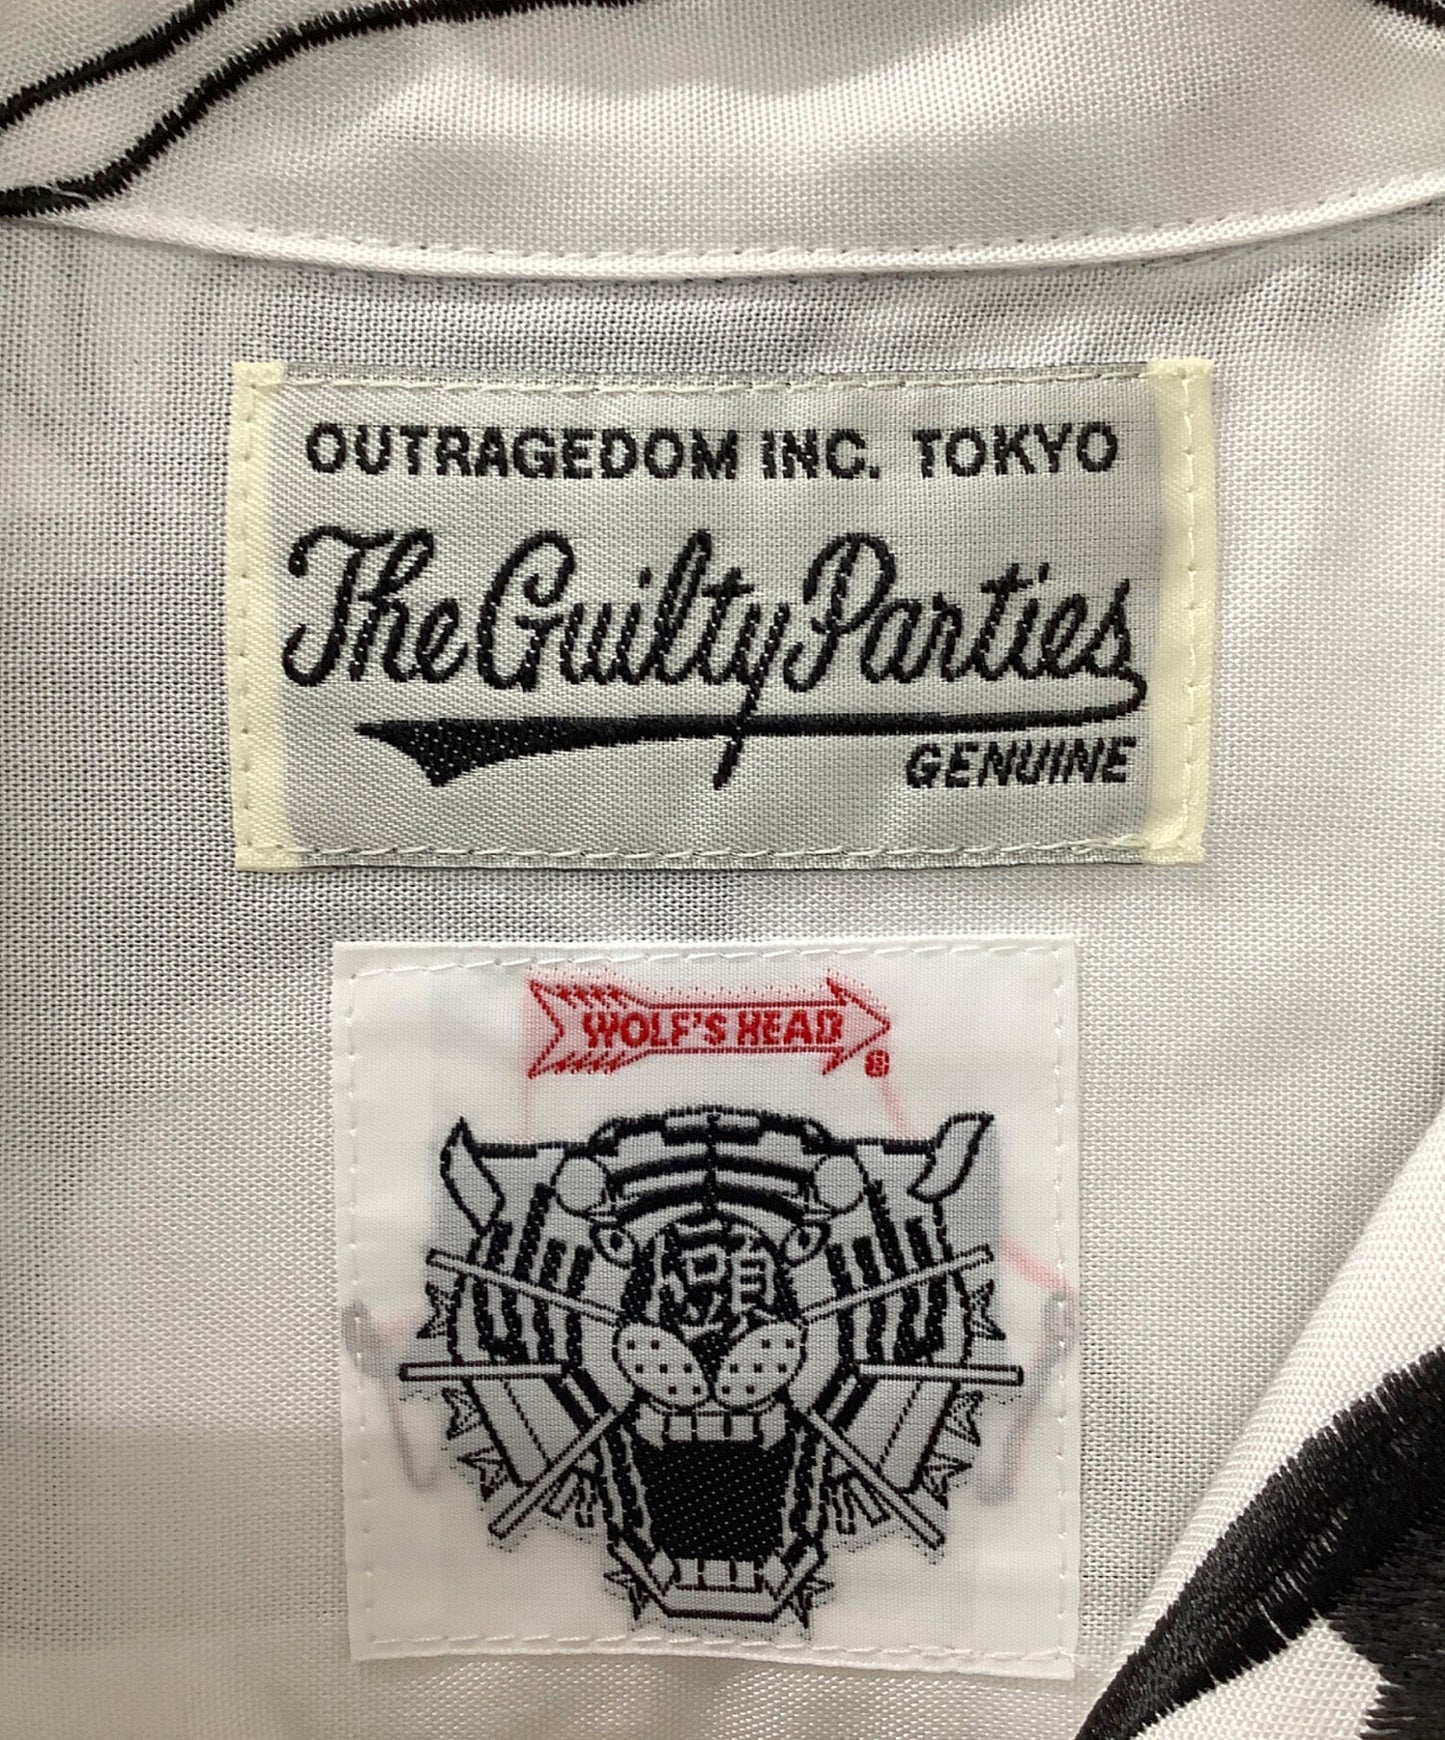 OUTRAGEDOM INC. TOKYO
The Guilty Parties
GENUINE
WOLF'S HEAD
®